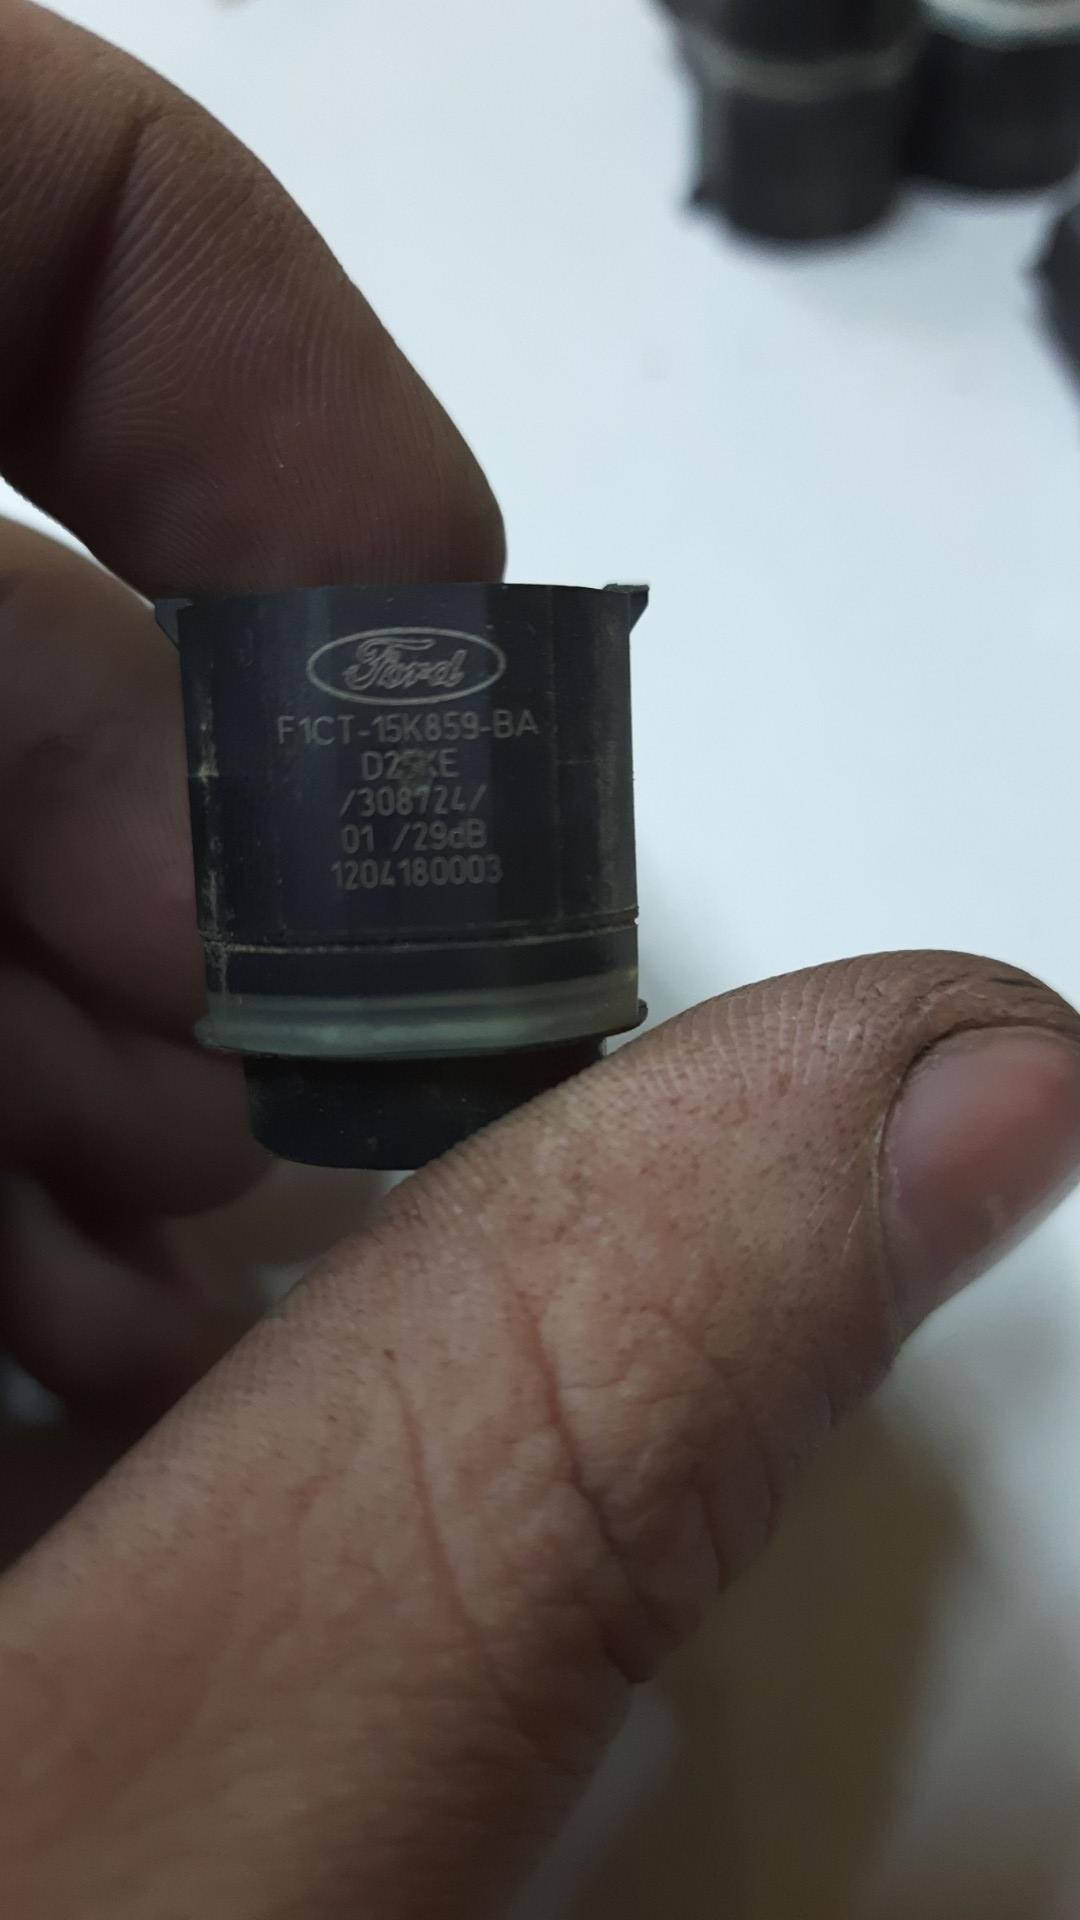 Ford
F1CT-15K859-BA
/308724/
01 /29dB
1204180003